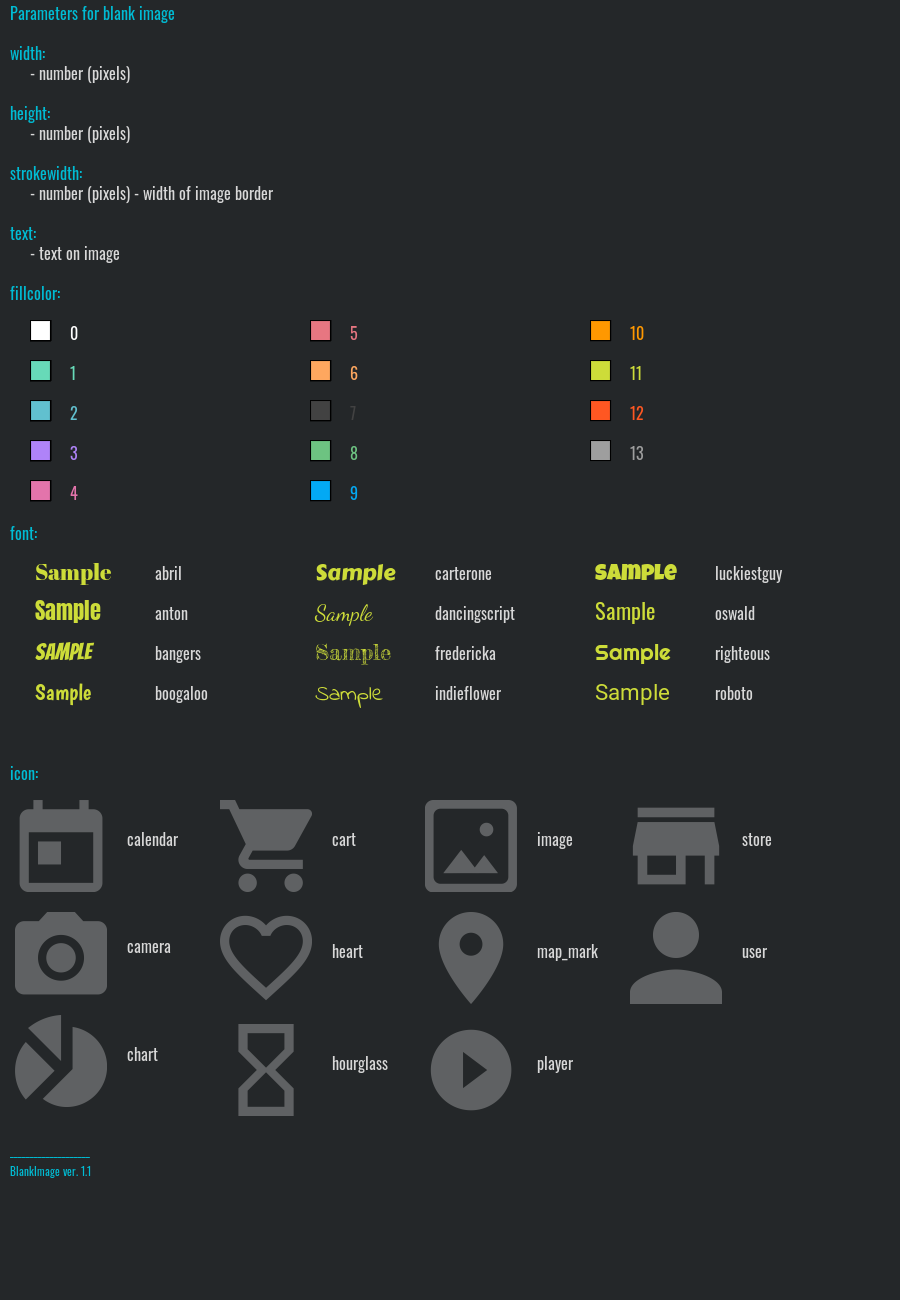 Parameters for blank image
width:
- number (pixels)
height:
- number (pixels)
strokewidth:
- number (pixels) - width of image border
text:
- text on image
fillcolor:
0 5 10
1 6 11
2 7 12
3 8 13
4 9
font:
Sample abril Sample carterone SAMPLE luckiestguy
Sample anton Sample dancingscript Sample oswald
SAMPLE bangers Sample fredericka Sample righteous
Sample boogaloo Sample indieflower Sample roboto
icon:
calendar cart image store
camera heart map_mark user
chart hourglass player
BlankImage ver. 1.1